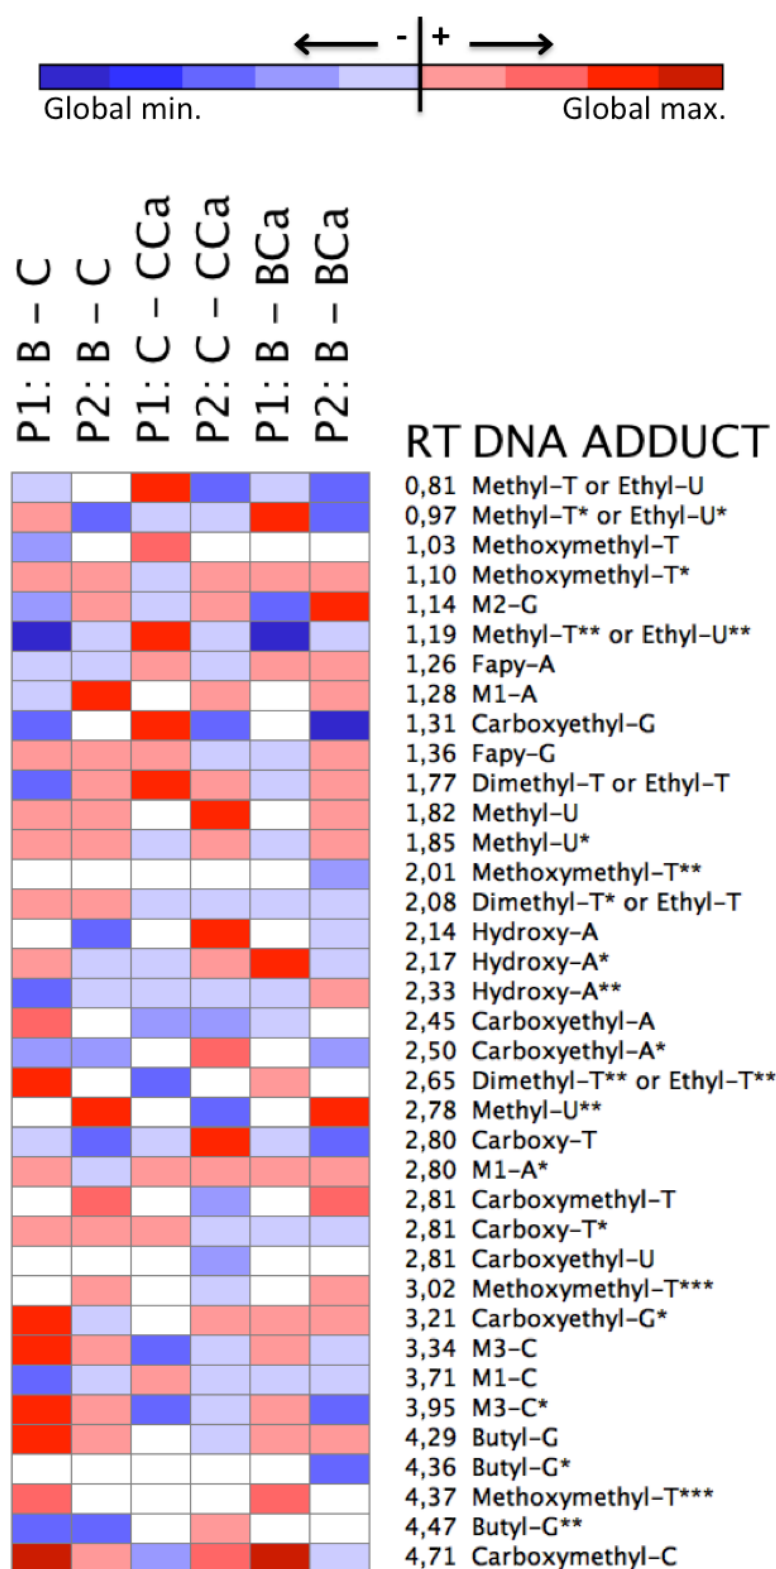 - +
Global min. Global max.
P1: B – C
P2: B – C
P1: C – CCa
P2: C – CCa
P1: B – BCa
P2: B – BCa
RT DNA ADDUCT
0,81 Methyl–T or Ethyl–U
0,97 Methyl–T* or Ethyl–U*
1,03 Methoxymethyl–T
1,10 Methoxymethyl–T*
1,14 M2–G
1,19 Methyl–T** or Ethyl–U**
1,26 Fapy–A
1,28 M1–A
1,31 Carboxyethyl–G
1,36 Fapy–G
1,77 Dimethyl–T or Ethyl–T
1,82 Methyl–U
1,85 Methyl–U*
2,01 Methoxymethyl–T**
2,08 Dimethyl–T* or Ethyl–T
2,14 Hydroxy–A
2,17 Hydroxy–A*
2,33 Hydroxy–A**
2,45 Carboxyethyl–A
2,50 Carboxyethyl–A*
2,65 Dimethyl–T** or Ethyl–T**
2,78 Methyl–U**
2,80 Carboxy–T
2,80 M1–A*
2,81 Carboxymethyl–T
2,81 Carboxy–T*
2,81 Carboxyethyl–U
3,02 Methoxymethyl–T***
3,21 Carboxyethyl–G*
3,34 M3–C
3,71 M1–C
3,95 M3–C*
4,29 Butyl–G
4,36 Butyl–G*
4,37 Methoxymethyl–T***
4,47 Butyl–G**
4,71 Carboxymethyl–C